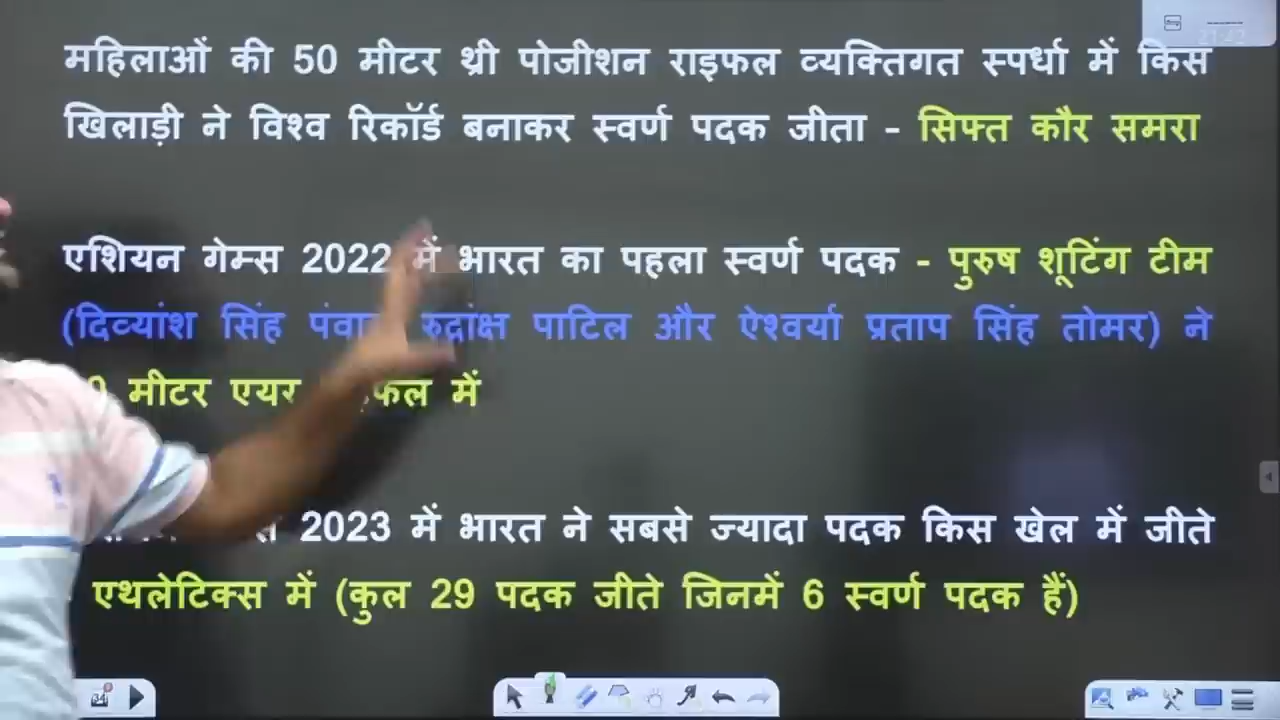 महिलाओं की 50 मीटर थ्री पोजीशन राइफल व्यक्तिगत स्पर्धा में किस
खिलाड़ी ने विश्व रिकॉर्ड बनाकर स्वर्ण पदक जीता - सिफ्त कौर समरा
एशियन गेम्स 2022 में भारत का पहला स्वर्ण पदक - पुरुष शूटिंग टीम
(दिव्यांश सिंह रुद्रांक्ष पाटिल और ऐश्वर्या प्रताप सिंह तोमर) ने
मीटर एयर में
2023 में भारत ने सबसे ज्यादा पदक किस खेल में जीते
एथलेटिक्स में (कुल 29 पदक जीते जिनमें 6 स्वर्ण पदक हैं)